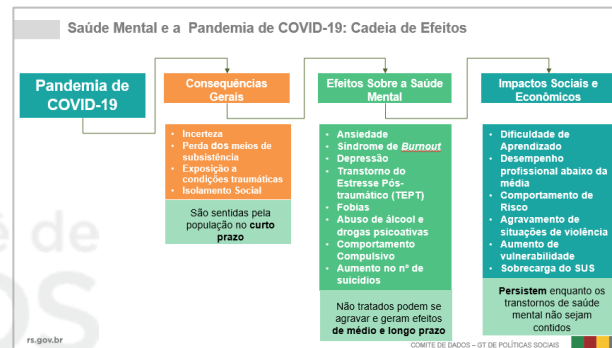 Saúde Mental e a Pandemia de COVID-19: Cadeia de Efeitos
Pandemia de
COVID-19
Consequências
Gerais
• Incerteza
• Perda dos meios de
subsistência
• Exposição a
condições traumáticas
• Isolamento Social
São sentidas pela
população no curto
prazo
Efeitos Sobre a Saúde
Mental
• Ansiedade
• Síndrome de Burnout
• Depressão
• Transtorno do
Estresse Pós-
traumático (TEPT)
• Fobias
• Abuso de álcool e
drogas psicoativas
• Comportamento
Compulsivo
• Aumento no nº de
suicídios
Não tratados podem se
agravar e geram efeitos
de médio e longo prazo
Impactos Sociais e
Econômicos
• Dificuldade de
Aprendizado
• Desempenho
profissional abaixo da
média
• Comportamento de
Risco
• Agravamento de
situações de violência
• Aumento de
vulnerabilidade
• Sobrecarga do SUS
Persistem enquanto os
transtornos de saúde
mental não sejam
contidos
ê de
os
rs.gov.br
COMITE DE DADOS – GT DE POLÍTICAS SOCIAIS